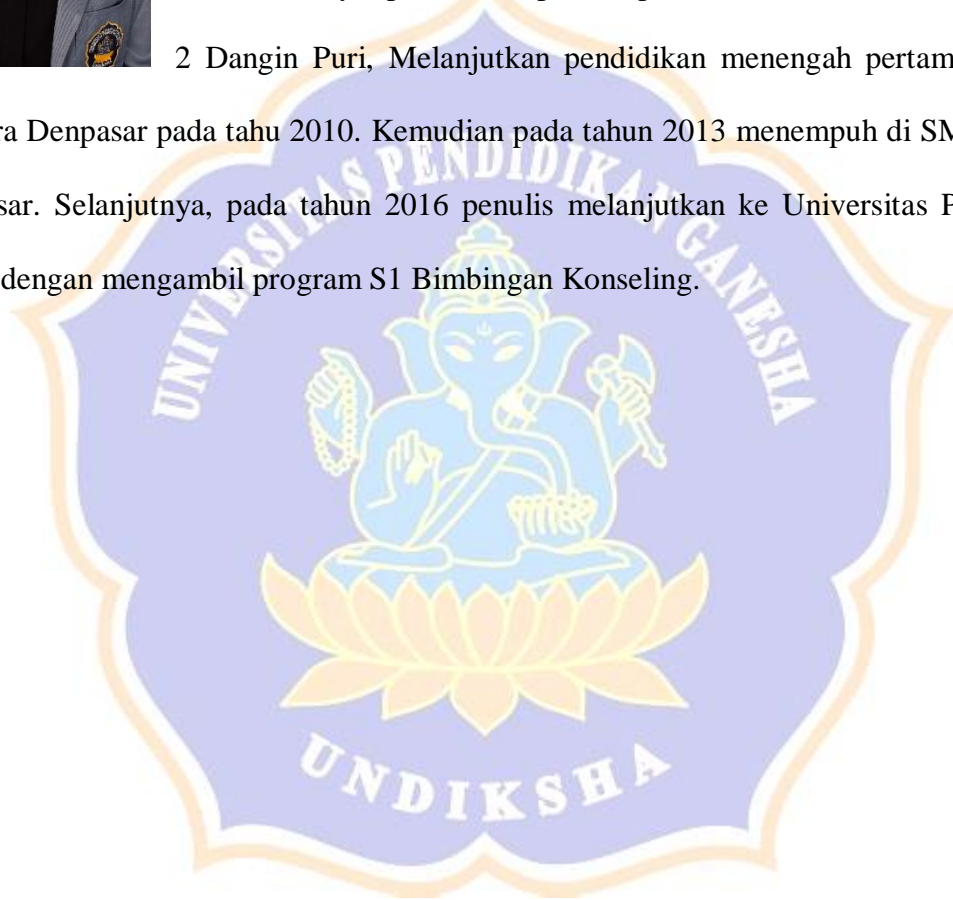 2 Dangin Puri, Melanjutkan pendidikan menengah pertam
ra Denpasar pada tahu 2010. Kemudian pada tahun 2013 menempuh di SM
sar. Selanjutnya, pada tahun 2016 penulis melanjutkan ke Universitas P
dengan mengambil program S1 Bimbingan Konseling.
UNIVERSITAS PENDIDIKAN GANESHA
UNDIKSHA